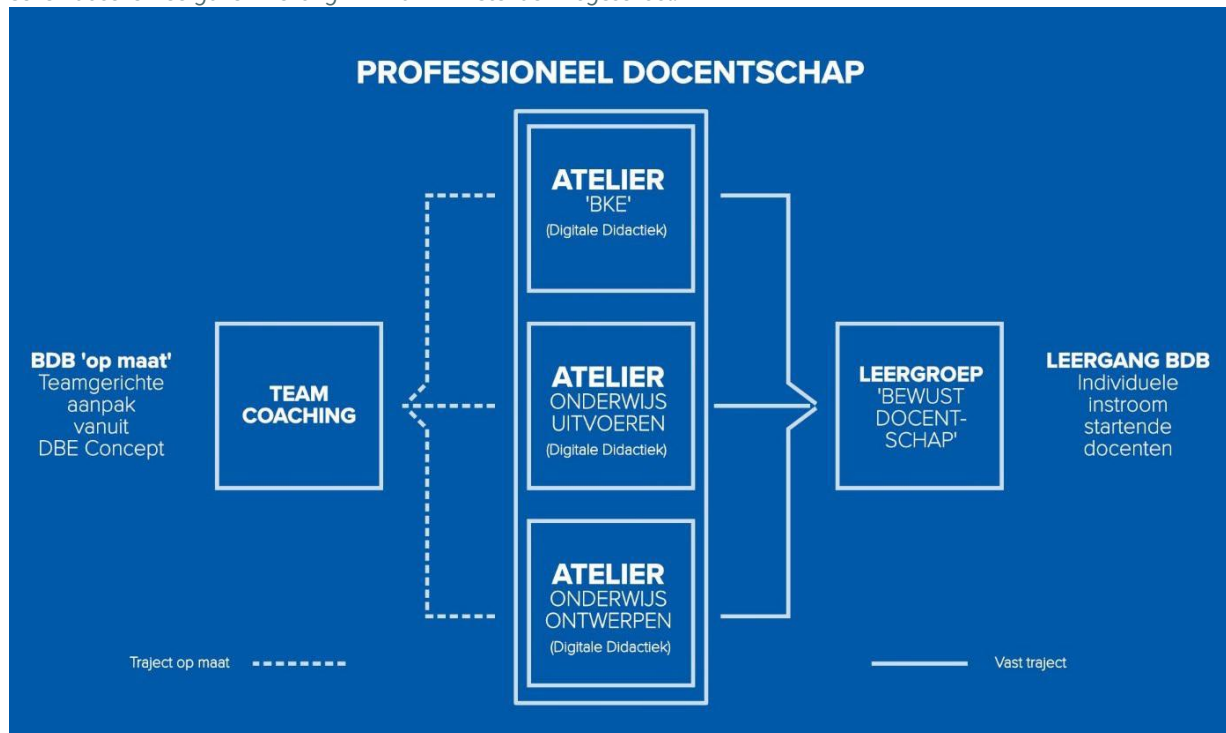 PROFESSIONEEL DOCENTSCHAP
ATELIER
'BKE'
(Digitale Didactiek)
BDB 'op maat'
Teamgerichte
aanpak
vanuit
DBE Concept
TEAM
COACHING
ATELIER
ONDERWIJS
UITVOEREN
(Digitale Didactiek)
LEERGROEP
'BEWUST
DOCENT-
SCHAP'
LEERGANG BDB
Individuele
instroom
startende
docenten
ATELIER
ONDERWIJS
ONTWERPEN
(Digitale Didactiek)
Traject op maat
Vast traject